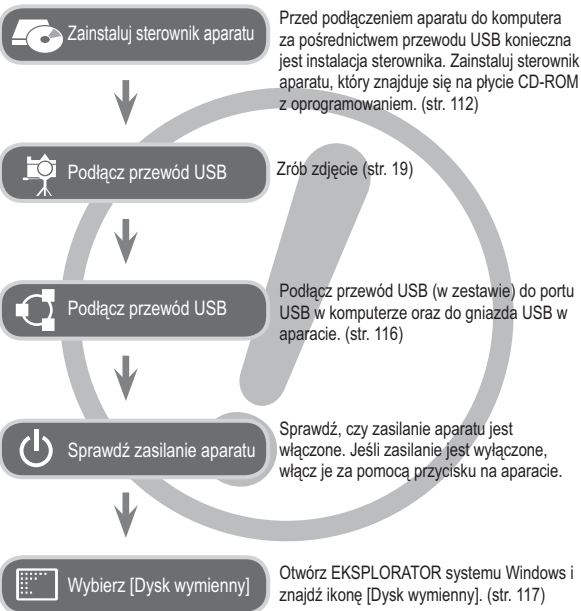 Zainstaluj sterownik aparatu
Przed podłączeniem aparatu do komputera
za pośrednictwem przewodu USB konieczna
jest instalacja sterownika. Zainstaluj sterownik
aparatu, który znajduje się na płycie CD-ROM
z oprogramowaniem. (str. 112)
Podłącz przewód USB
Zrób zdjęcie (str. 19)
Podłącz przewód USB
Podłącz przewód USB (w zestawie) do portu
USB w komputerze oraz do gniazda USB w
aparacie. (str. 116)
Sprawdź zasilanie aparatu
Sprawdź, czy zasilanie aparatu jest
włączone. Jeśli zasilanie jest wyłączone,
włącz je za pomocą przycisku na aparacie.
Wybierz [Dysk wymienny]
Otwórz EKSPLORATOR systemu Windows i
znajdź ikonę [Dysk wymienny]. (str. 117)